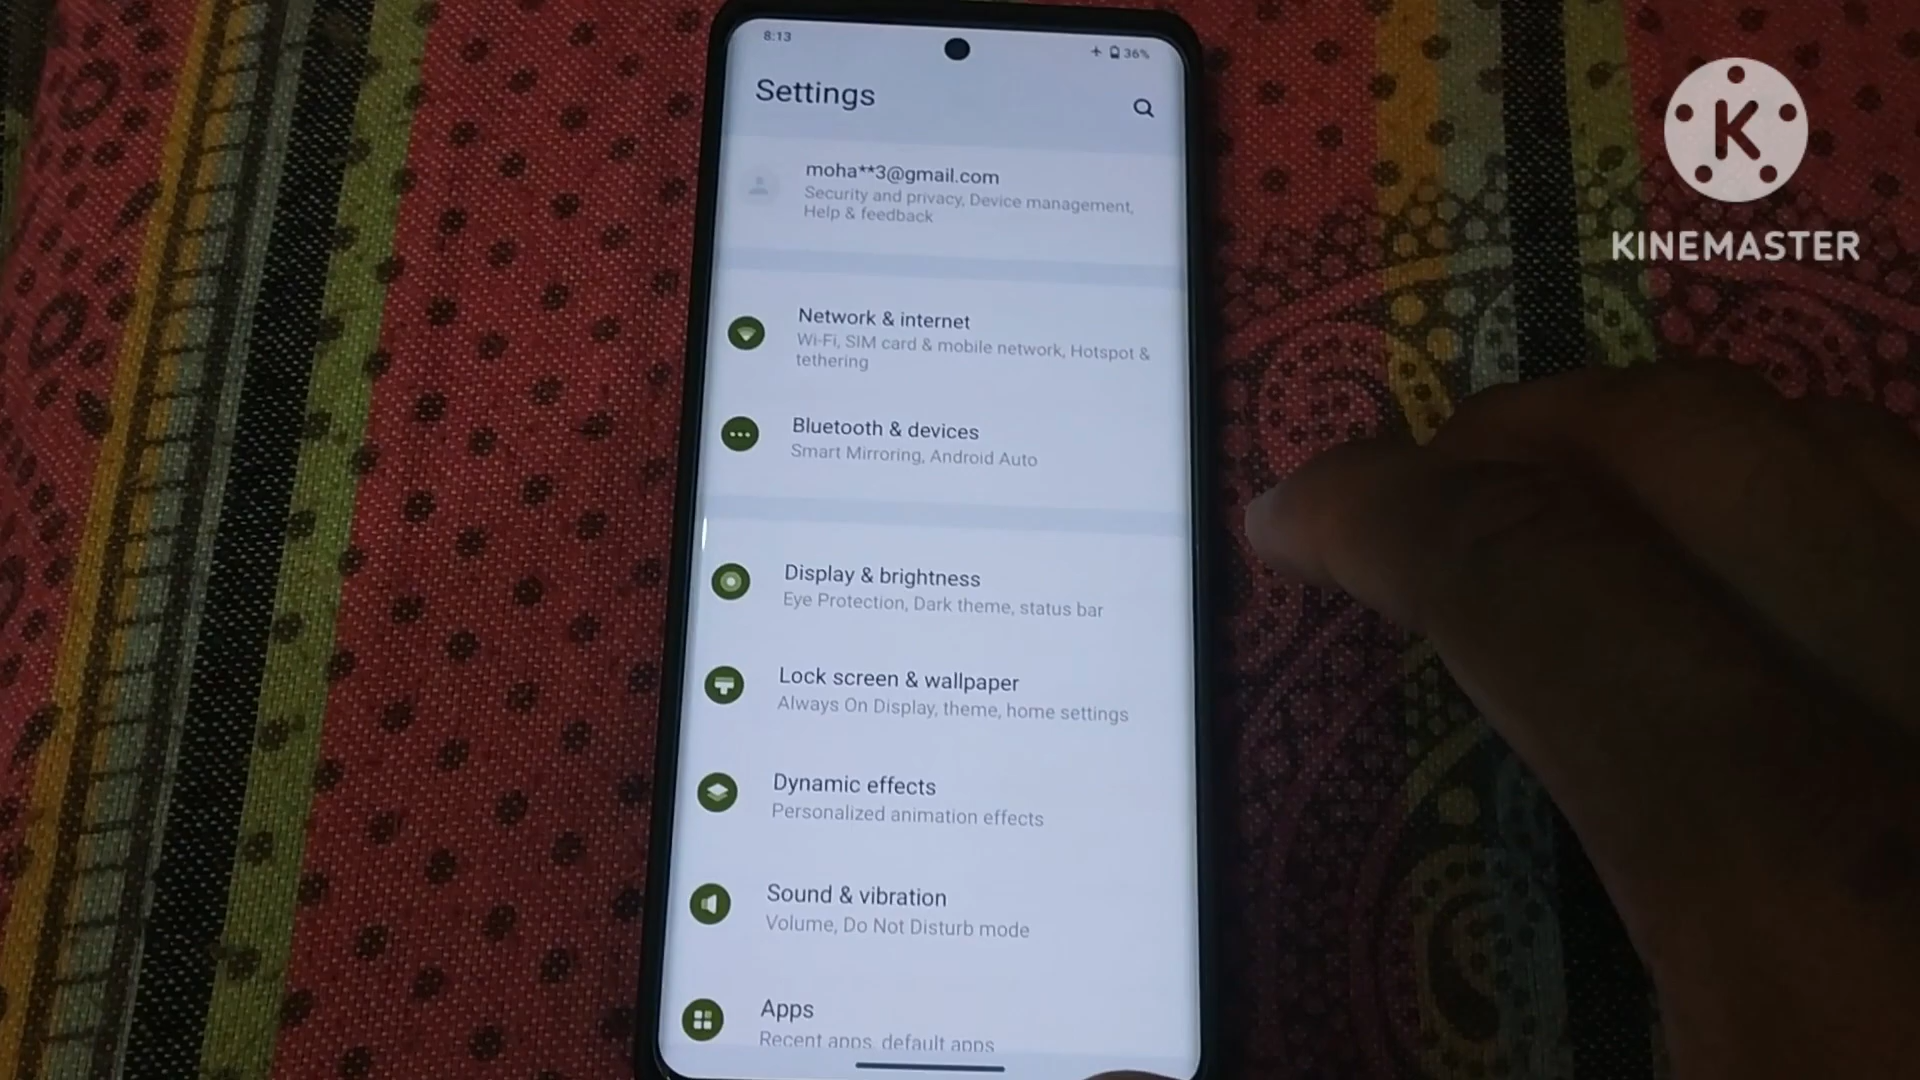 8:13
36%
Settings
moha**3@gmail.com
Security and privacy, Device management,
Help & feedback
Network & internet
Wi-Fi, SIM card & mobile network, Hotspot &
tethering
Bluetooth & devices
Smart Mirroring, Android Auto
Display & brightness
Eye Protection, Dark theme, status bar
Lock screen & wallpaper
Always On Display, theme, home settings
Dynamic effects
Personalized animation effects
Sound & vibration
Volume, Do Not Disturb mode
Apps
Recent apps, default apps
K
KINEMASTER